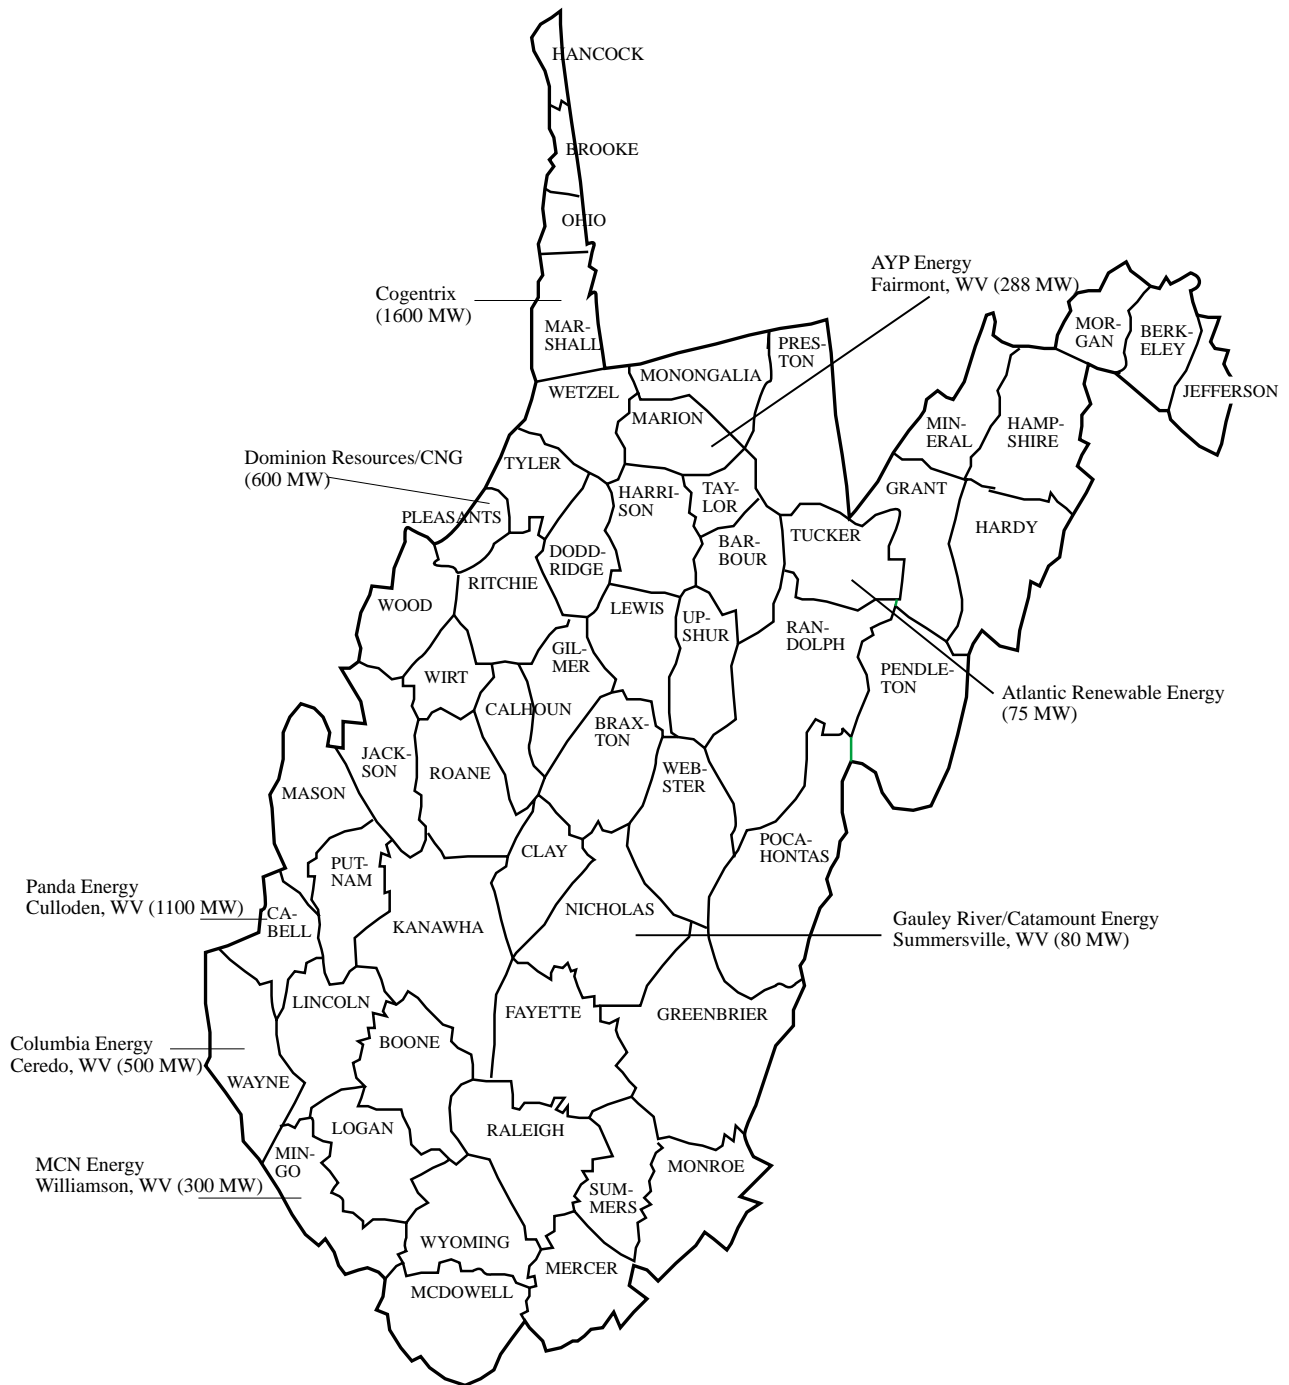 HANCOCK
BROOKE
OHIO
AYP Energy
Fairmont, WV (288 MW)
Cogentrix
(1600 MW)
MAR-
SHALL
MOR-
GAN
BERK-
ELEY
JEFFERSON
PRES-
TON
MONONGALIA
WETZEL
MARION
MIN-
ERAL
HAMP-
SHIRE
Dominion Resources/CNG
(600 MW)
TYLER
PLEASANTS
HARRI-
SON
TAY-
LOR
GRANT
HARDY
TUCKER
BAR-
BOUR
DODD-
RIDGE
RITCHIE
WOOD
LEWIS
UP-
SHUR
RAN-
DOLPH
GIL-
MER
WIRT
PENDLE-
TON
Atlantic Renewable Energy
(75 MW)
CALHOUN
BRAX-
TON
JACK-
SON
ROANE
WEB-
STER
MASON
POCA-
HONTAS
CLAY
PUT-
NAM
Panda Energy
Culloden, WV (1100 MW)
CA-
BELL
KANAWHA
NICHOLAS
Gauley River/Catamount Energy
Summersville, WV (80 MW)
LINCOLN
FAYETTE
GREENBRIER
BOONE
Columbia Energy
Ceredo, WV (500 MW)
WAYNE
LOGAN
RALEIGH
MIN-
GO
MCN Energy
Williamson, WV (300 MW)
MONROE
SUM-
MERS
WYOMING
MERCER
MCDOWELL